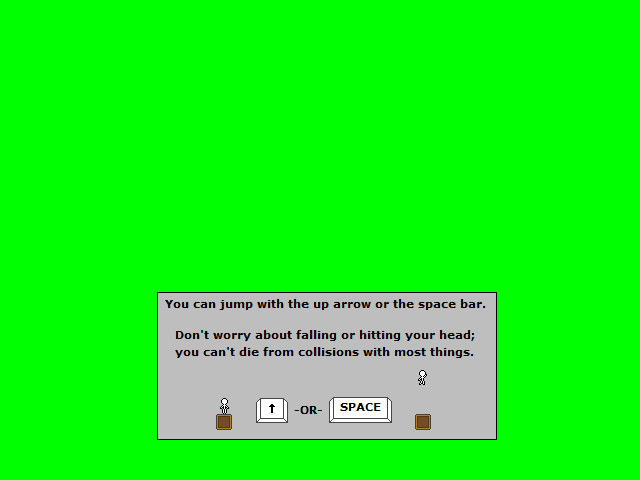 You can jump with the up arrow or the space bar.
Don't worry about falling or hitting your head;
you can't die from collisions with most things.
↑ -OR- SPACE